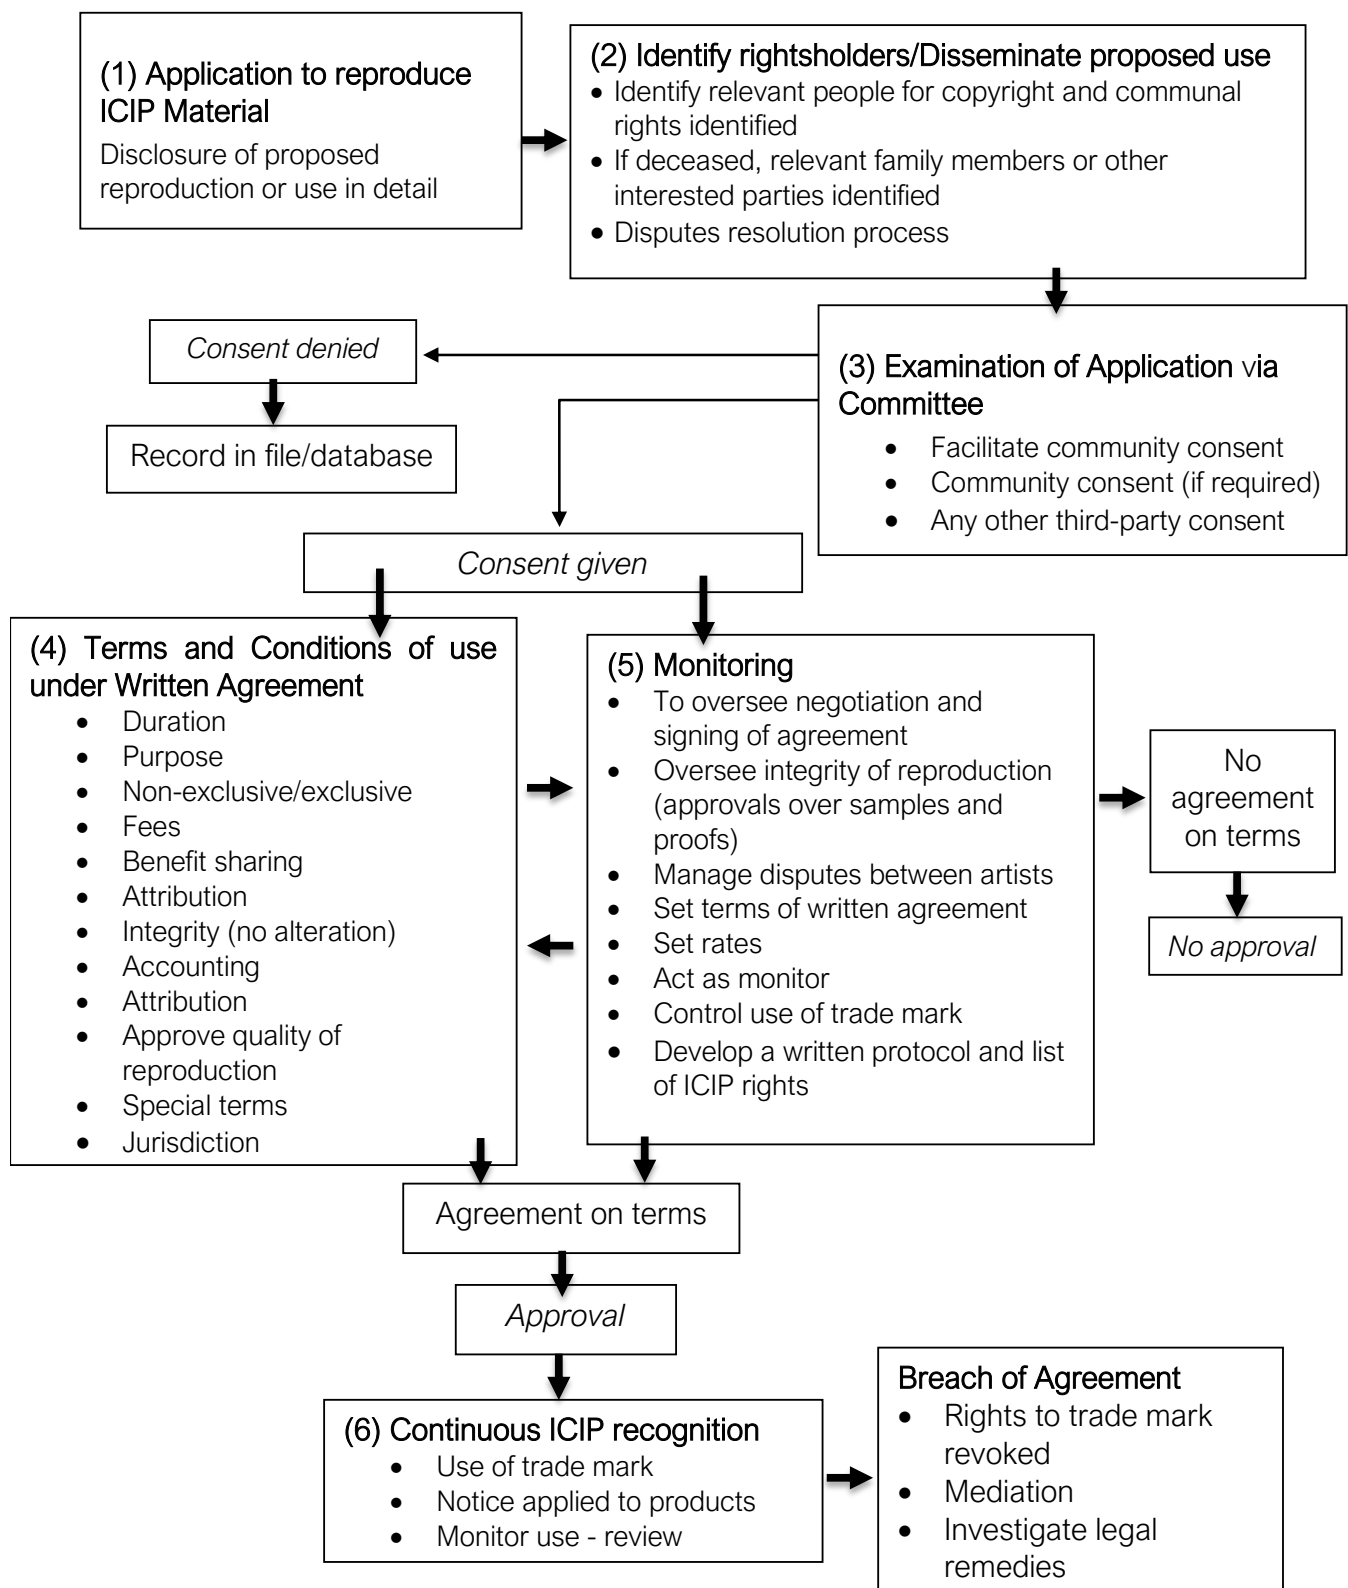 (1) Application to reproduce
ICIP Material
Disclosure of proposed
reproduction or use in detail
(2) Identify rightsholders/Disseminate proposed use
• Identify relevant people for copyright and communal
rights identified
• If deceased, relevant family members or other
interested parties identified
• Disputes resolution process
Consent denied
Record in file/database
(3) Examination of Application via
Committee
• Facilitate community consent
• Community consent (if required)
• Any other third-party consent
Consent given
(4) Terms and Conditions of use
under Written Agreement
• Duration
• Purpose
• Non-exclusive/exclusive
• Fees
• Benefit sharing
• Attribution
• Integrity (no alteration)
• Accounting
• Attribution
• Approve quality of
reproduction
• Special terms
• Jurisdiction
(5) Monitoring
• To oversee negotiation and
signing of agreement
• Oversee integrity of reproduction
(approvals over samples and
proofs)
• Manage disputes between artists
• Set terms of written agreement
• Set rates
• Act as monitor
• Control use of trade mark
• Develop a written protocol and list
of ICIP rights
No
agreement
on terms
No approval
Agreement on terms
Approval
(6) Continuous ICIP recognition
• Use of trade mark
• Notice applied to products
• Monitor use - review
Breach of Agreement
• Rights to trade mark
revoked
• Mediation
• Investigate legal
remedies